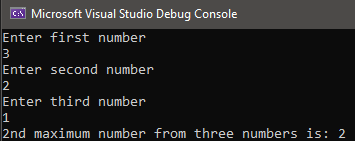 Microsoft Visual Studio Debug Console
Enter first number
3
Enter second number
2
Enter third number
1
2nd maximum number from three numbers is: 2